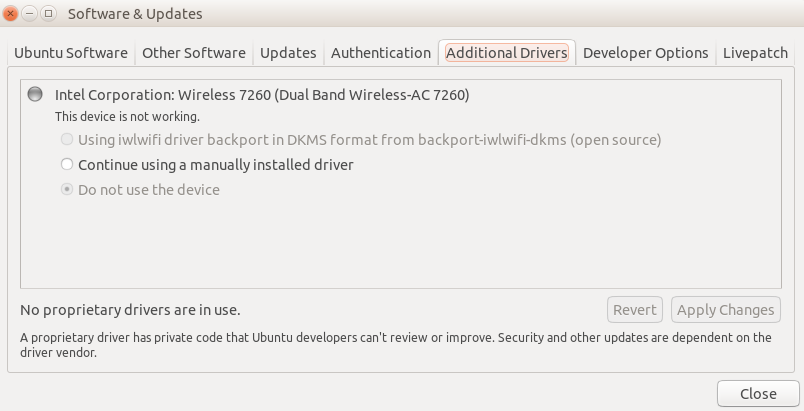 Software & Updates
Ubuntu Software Other Software Updates Authentication Additional Drivers Developer Options Livepatch
Intel Corporation: Wireless 7260 (Dual Band Wireless-AC 7260)
This device is not working.
Using iwlwifi driver backport in DKMS format from backport-iwlwifi-dkms (open source)
Continue using a manually installed driver
Do not use the device
No proprietary drivers are in use.
Revert Apply Changes
A proprietary driver has private code that Ubuntu developers can't review or improve. Security and other updates are dependent on the
driver vendor.
Close